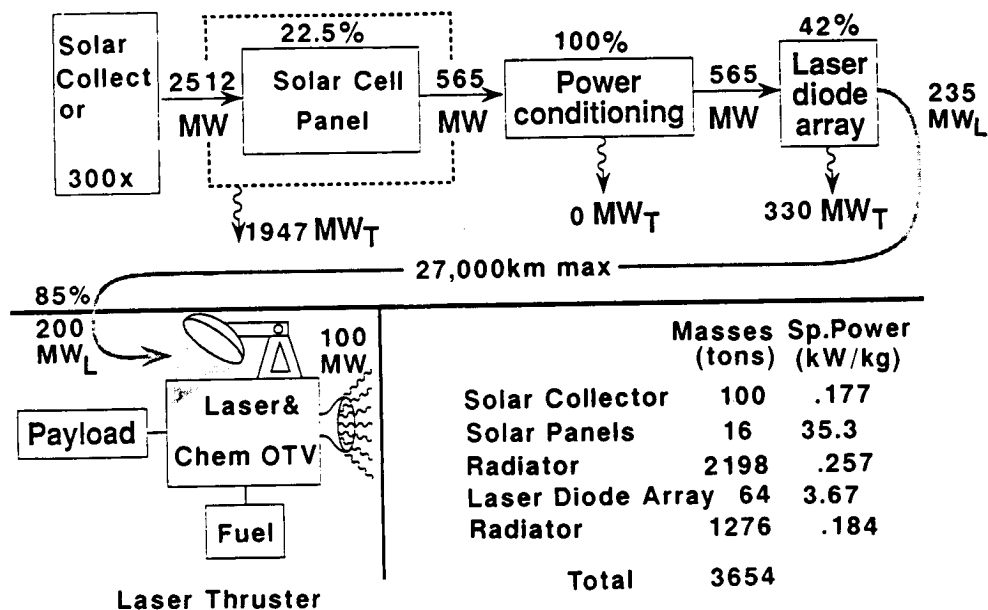 Solar
Collect
or
300x
2512
MW
22.5%
Solar Cell
Panel
565
MW
100%
Power
conditioning
565
MW
42%
Laser
diode
array
235
MWL
1947 MWT
0 MWT
330 MWT
27,000km max
85%
200
MWL
100
MW
Payload
Laser&
Chem OTV
Fuel
Laser Thruster
Masses Sp.Power
(tons) (kW/kg)
Solar Collector 100 .177
Solar Panels 16 35.3
Radiator 2198 .257
Laser Diode Array 64 3.67
Radiator 1276 .184
Total 3654